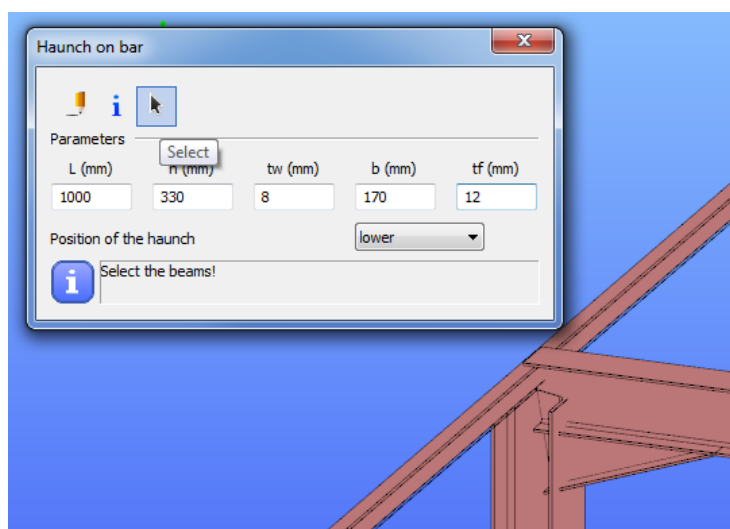 Haunch on bar
Parameters
Select
L (mm) (mm) tw (mm) b (mm) tf (mm)
1000 330 8 170 12
Position of the haunch lower
Select the beams!